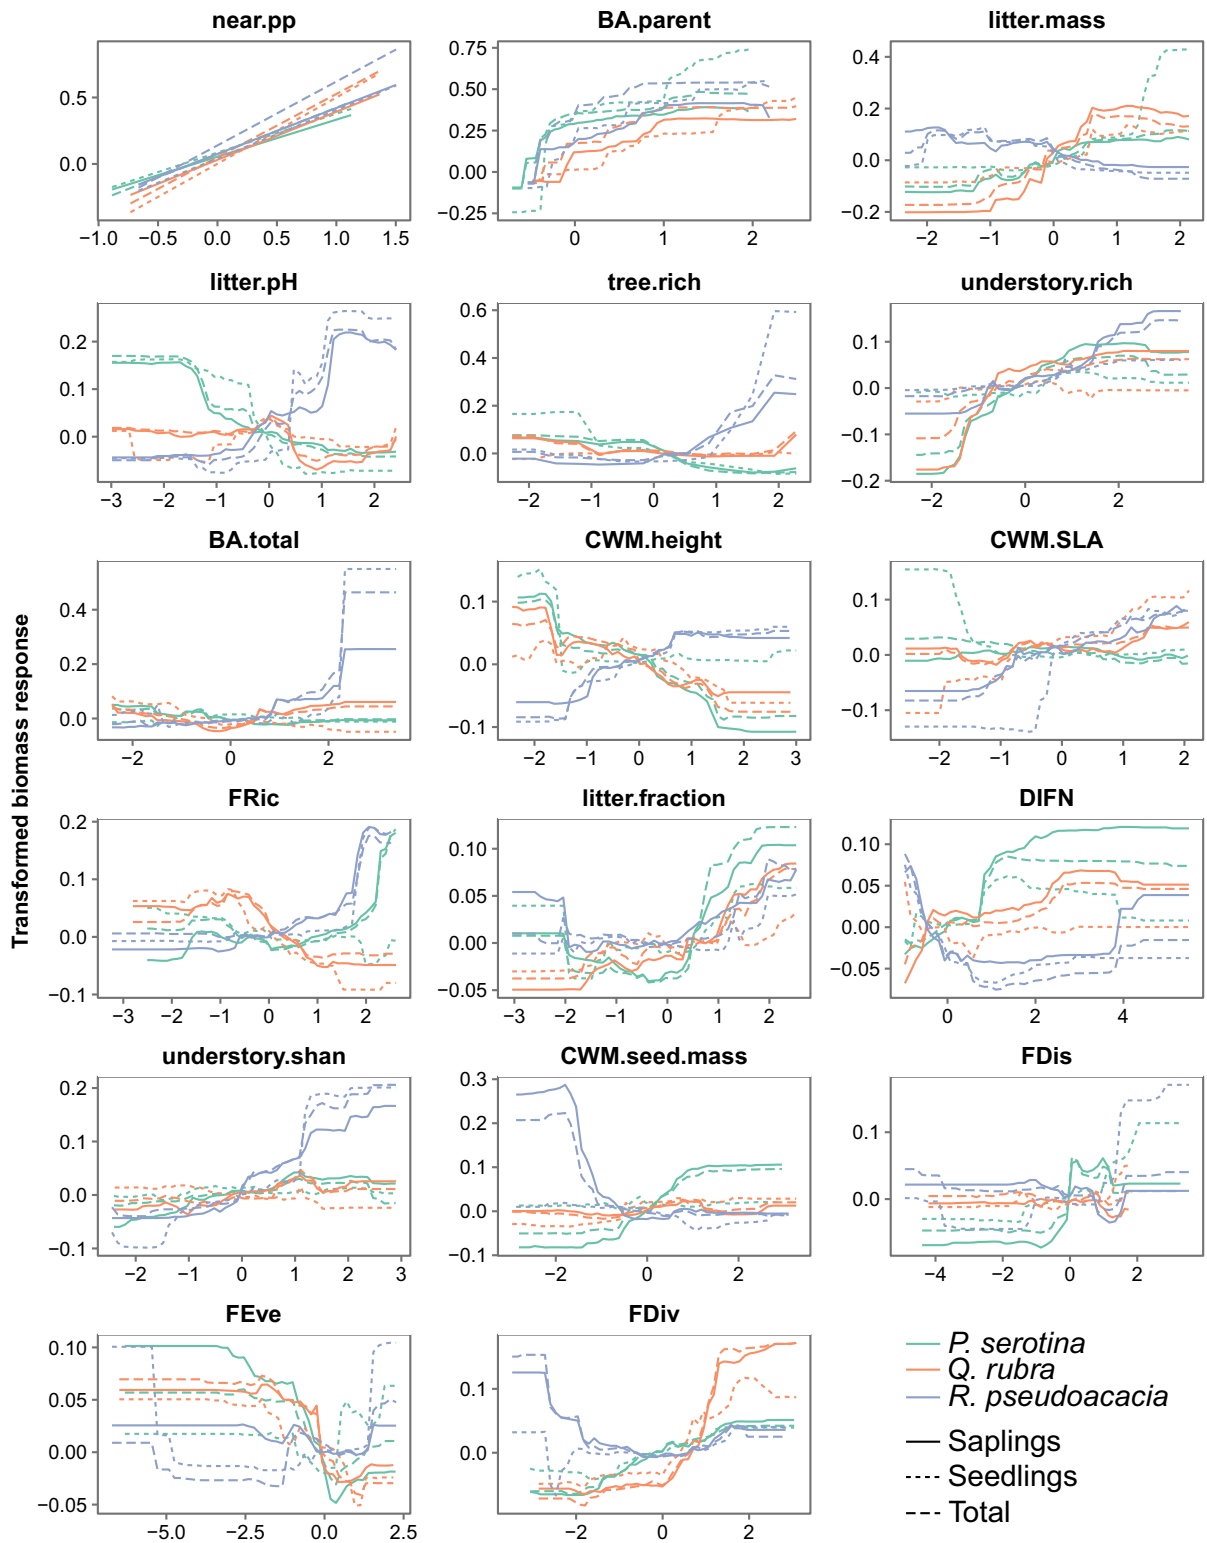 near.pp BA.parent litter.mass
0.5
0.0
−1.0 −0.5 0.0 0.5 1.0 1.5
0.75
0.50
0.25
0.00
−0.25
0 1 2
0.4
0.2
0.0
−0.2
−2 −1 0 1 2
litter.pH tree.rich understory.rich
0.2
0.1
0.0
−3 −2 −1 0 1 2
0.6
0.4
0.2
0.0
−2 −1 0 1 2
0.1
0.0
−0.1
−0.2
−2 0 2
BA.total CWM.height CWM.SLA
0.4
0.2
0.0
−2 0 2
0.1
0.0
−0.1
−2 −1 0 1 2 3
0.1
0.0
−0.1
−2 −1 0 1 2
Transformed biomass response
FRic litter.fraction DIFN
0.2
0.1
0.0
−0.1
−3 −2 −1 0 1 2
0.10
0.05
0.00
−0.05
−3 −2 −1 0 1 2
0.10
0.05
0.00
−0.05
0 2 4
understory.shan CWM.seed.mass FDis
0.2
0.1
0.0
−0.1
−2 −1 0 1 2 3
0.3
0.2
0.1
0.0
−0.1
−2 0 2
0.1
0.0
−4 −2 0 2
FEve FDiv
0.10
0.05
0.00
−0.05
−5.0 −2.5 0.0 2.5
0.1
0.0
−2 0 2
P. serotina
Q. rubra
R. pseudoacacia
Saplings
Seedlings
Total